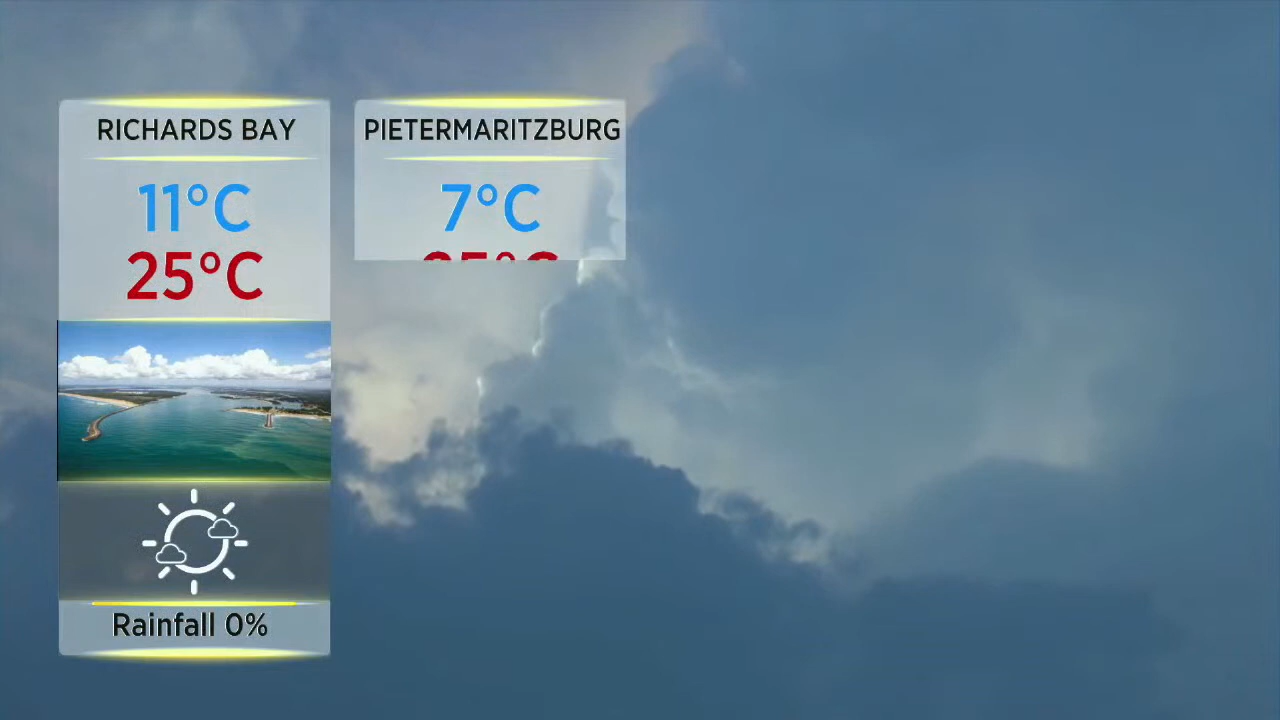 RICHARDS BAY
11°C
25°C
Rainfall 0%
PIETERMARITZBURG
7°C